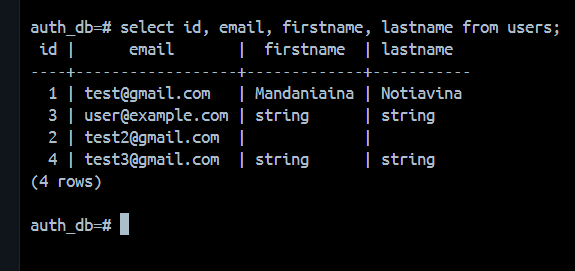 auth_db=# select id, email, firstname, lastname from users;
 id |      email       |  firstname  | lastname
----+------------------+-------------+-----------
  1 | test@gmail.com   | Mandaniaina | Notiavina
  3 | user@example.com | string      | string
  2 | test2@gmail.com  |             |
  4 | test3@gmail.com  | string      | string
(4 rows)
auth_db=#